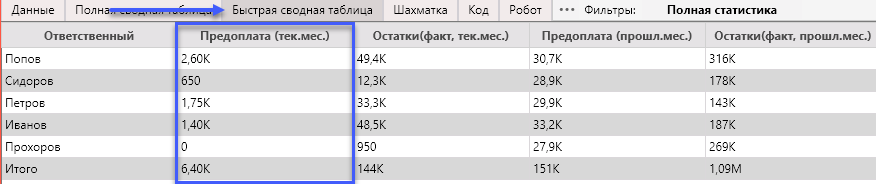 Данные Полная сводная таблица Быстрая сводная таблица Шахматка Код Робот ••• Фильтры: Полная статистика
Ответственный Предоплата (тек.мес.) Остатки(факт, тек.мес.) Предоплата (прошл.мес.) Остатки(факт, прошл.мес.)
Попов 2,60K 49,4K 30,7K 316K
Сидоров 650 12,3K 28,9K 178K
Петров 1,75K 33,3K 29,9K 143K
Иванов 1,40K 48,5K 33,2K 187K
Прохоров 0 950 27,9K 269K
Итого 6,40K 144K 151K 1,09M